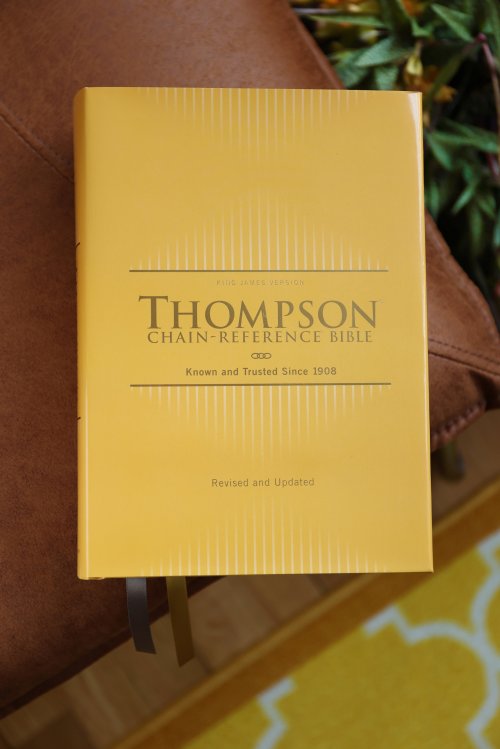 KING JAMES VERSION
THOMPSON
CHAIN-REFERENCE BIBLE
Known and Trusted Since 1908
Revised and Updated